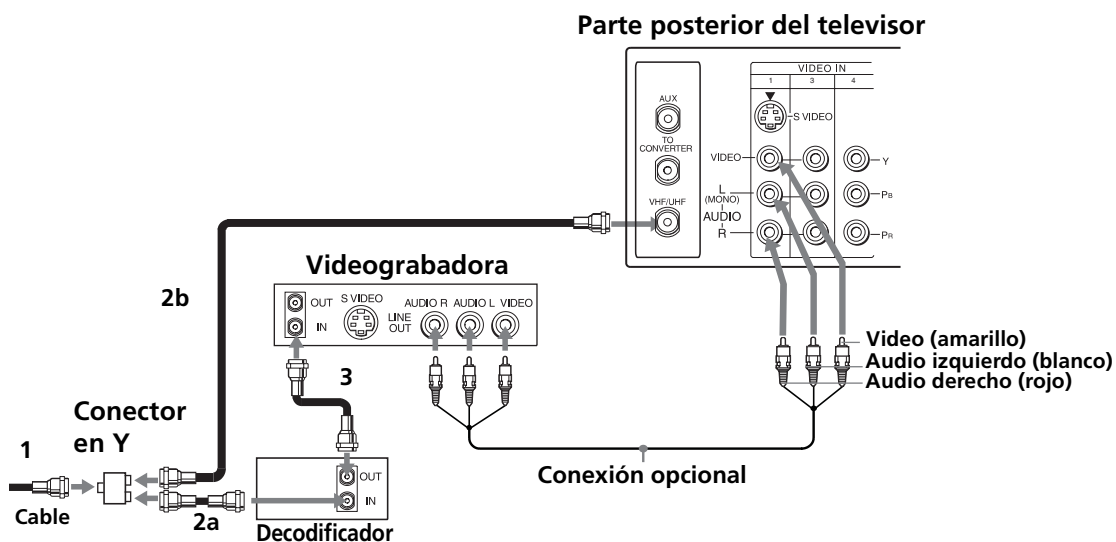 Parte posterior del televisor
VIDEO IN
1 3 4
AUX
S VIDEO
TO
CONVERTER
VIDEO
Y
L
(MONO)
PB
VHF/UHF
AUDIO
R
PR
Videograbadora
2b
OUT
S VIDEO
AUDIO R AUDIO L VIDEO
LINE
OUT
IN
Video (amarillo)
Audio izquierdo (blanco)
Audio derecho (rojo)
3
Conector
en Y
1
Conexión opcional
OUT
IN
Cable
2a
Decodificador